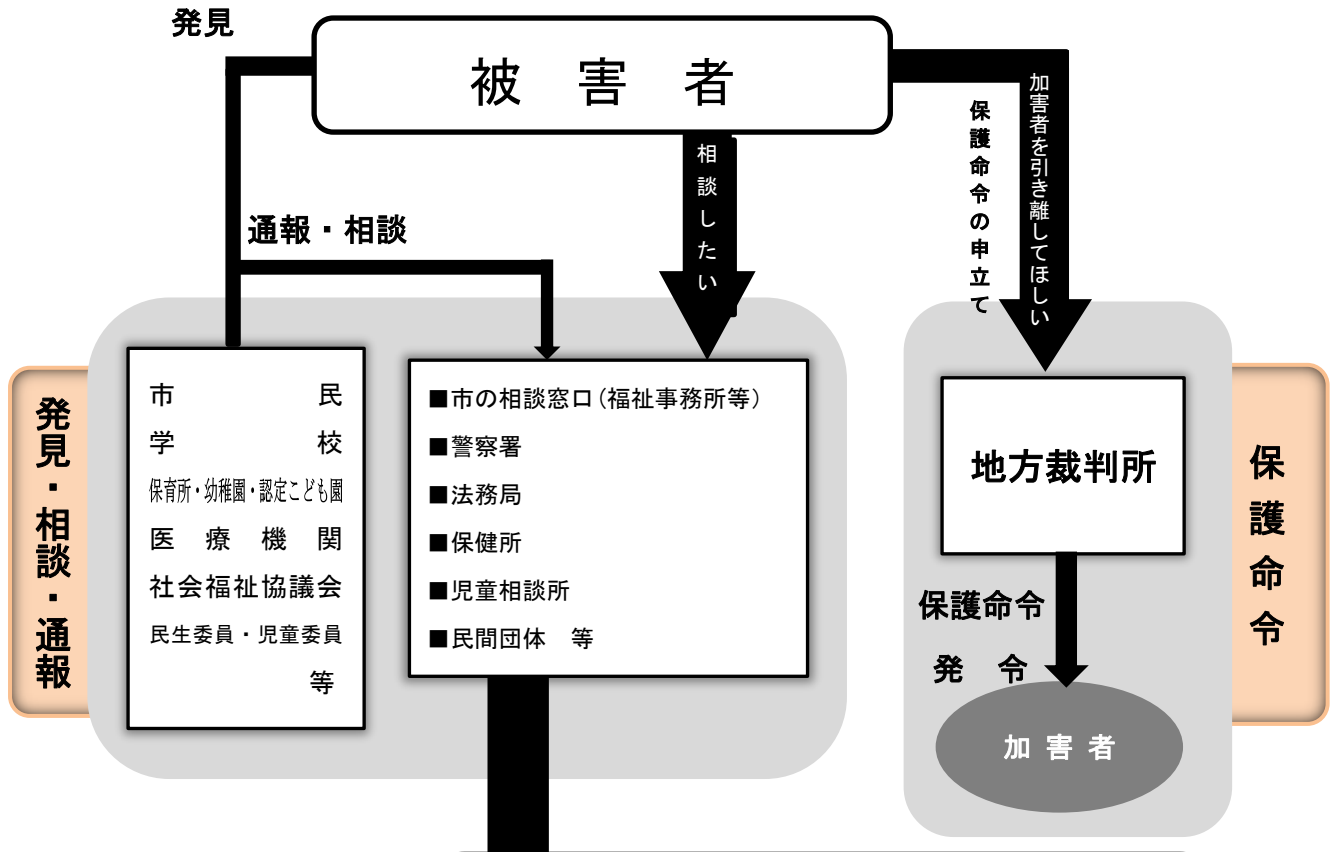 発見
被害者
相談したい
加害者を引き離してほしい
保護命令の申立て
通報・相談
発見・相談・通報
市民
学校
保育所・幼稚園・認定こども園
医療機関
社会福祉協議会
民生委員・児童委員
等
■市の相談窓口(福祉事務所等)
■警察署
■法務局
■保健所
■児童相談所
■民間団体 等
地方裁判所
保護命令
発令
加害者
保護命令